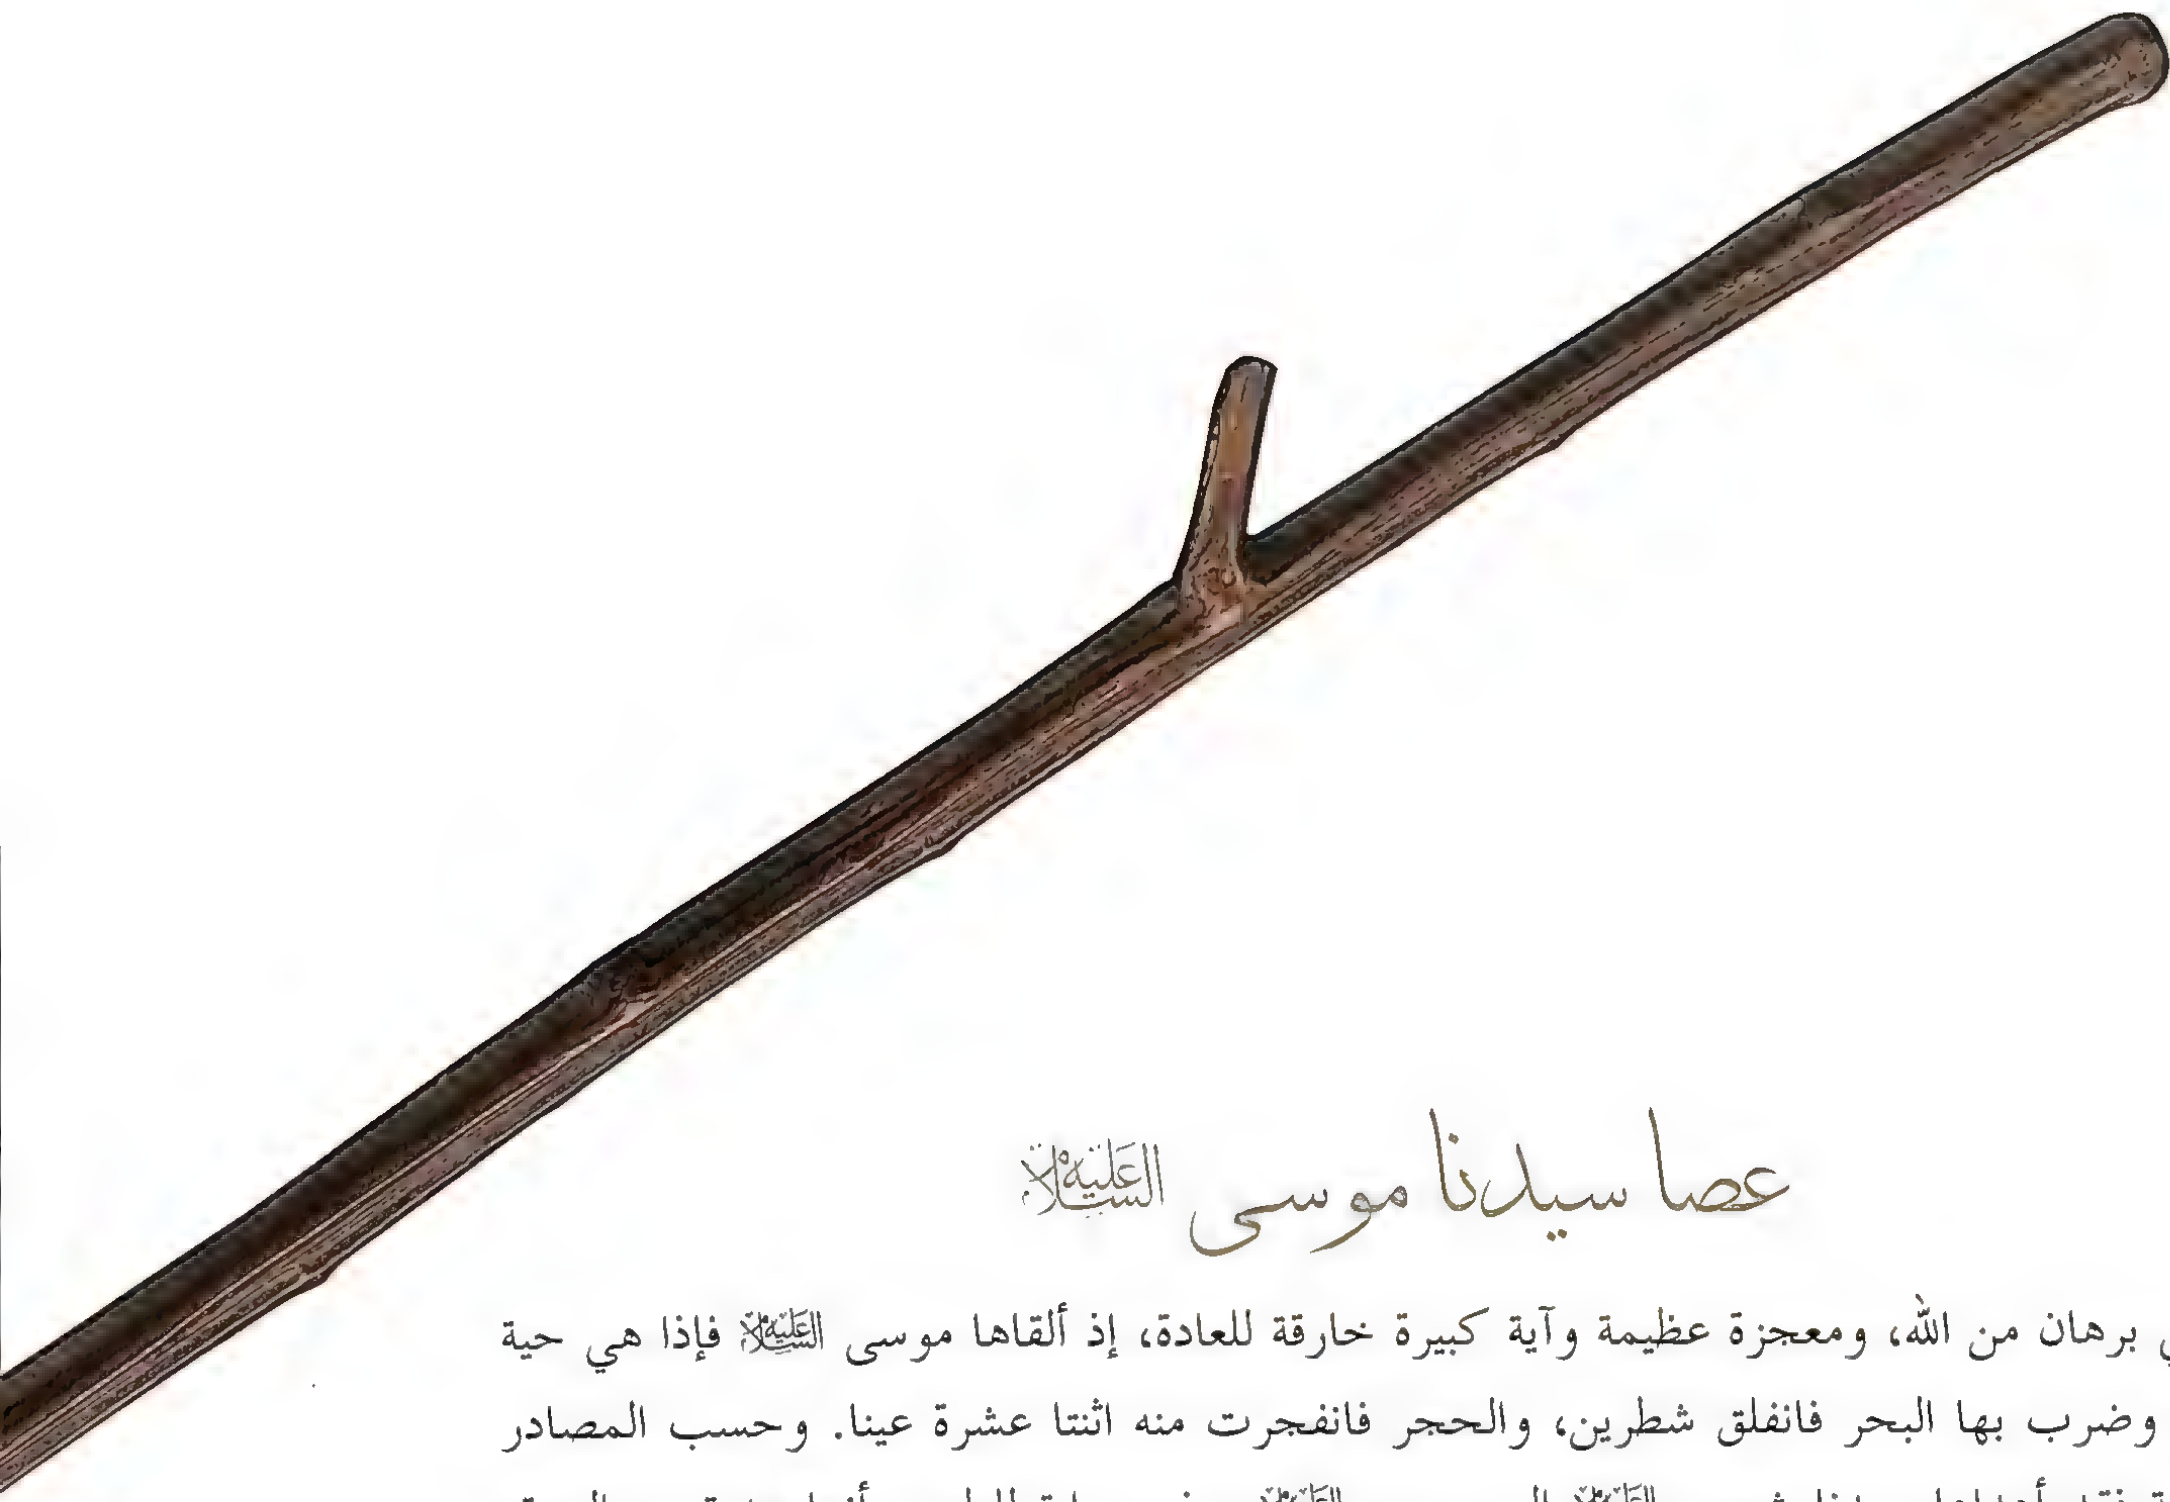 عصا سيدنا موسى عليه السلام
برهان من الله، ومعجزة عظيمة وآية كبيرة خارقة للعادة، إذ ألقاها موسى عليه السلام فإذا هي حية
وضرب بها البحر فانفلق شطرين، والحجر فانفجرت منه اثنتا عشرة عينا. وحسب المصادر